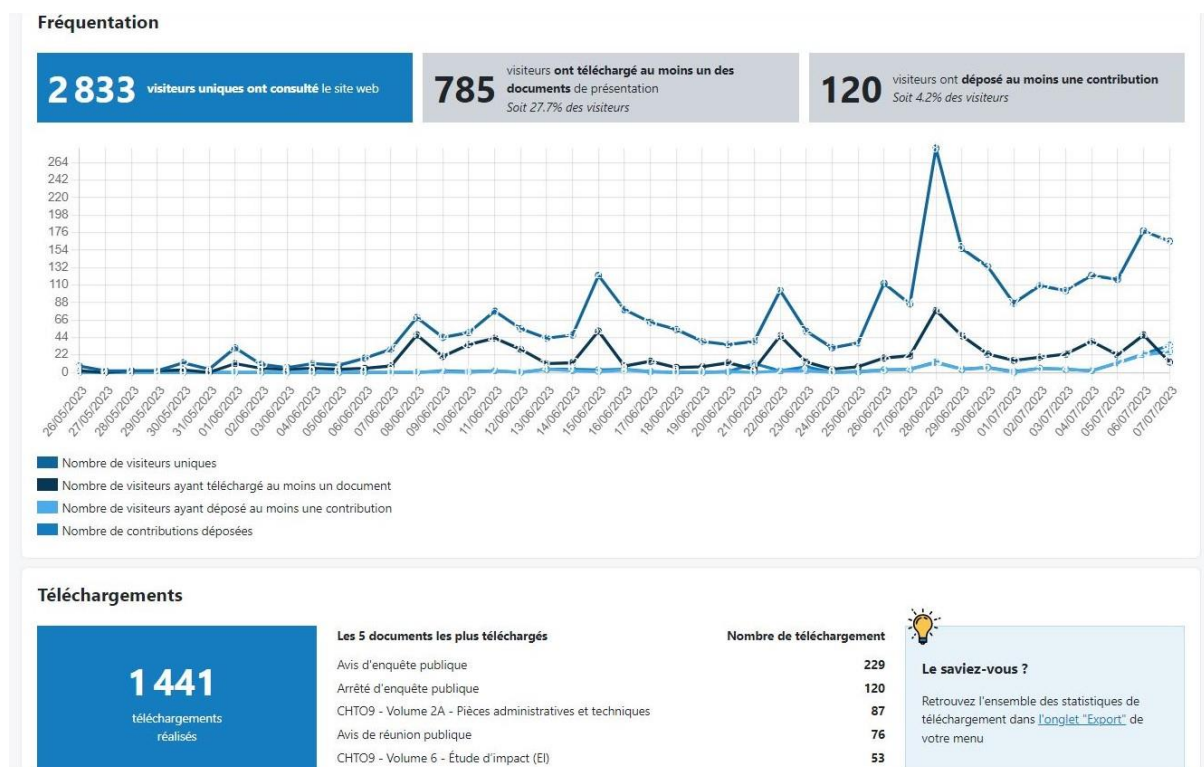 Fréquentation
2 833 visiteurs uniques ont consulté le site web
785 visiteurs ont téléchargé au moins un des
documents de présentation
Soit 27.7% des visiteurs
120 visiteurs ont déposé au moins une contribution
Soit 4.2% des visiteurs
264
242
220
198
176
154
132
110
88
66
44
22
0
26/05/2023
27/05/2023
28/05/2023
29/05/2023
30/05/2023
31/05/2023
01/06/2023
02/06/2023
03/06/2023
04/06/2023
05/06/2023
06/06/2023
07/06/2023
08/06/2023
09/06/2023
10/06/2023
11/06/2023
12/06/2023
13/06/2023
14/06/2023
15/06/2023
16/06/2023
17/06/2023
18/06/2023
19/06/2023
20/06/2023
21/06/2023
22/06/2023
23/06/2023
24/06/2023
25/06/2023
26/06/2023
27/06/2023
28/06/2023
29/06/2023
30/06/2023
01/07/2023
02/07/2023
03/07/2023
04/07/2023
05/07/2023
06/07/2023
07/07/2023
Nombre de visiteurs uniques
Nombre de visiteurs ayant téléchargé au moins un document
Nombre de visiteurs ayant déposé au moins une contribution
Nombre de contributions déposées
Téléchargements
1 441
téléchargements
réalisés
Les 5 documents les plus téléchargés Nombre de téléchargement
Avis d'enquête publique 229
Arrêté d'enquête publique 120
CHTO9 - Volume 2A - Pièces administratives et techniques 87
Avis de réunion publique 76
CHTO9 - Volume 6 - Étude d'impact (EI) 53
Le saviez-vous ?
Retrouvez l'ensemble des statistiques de
téléchargement dans l'onglet "Export" de
votre menu